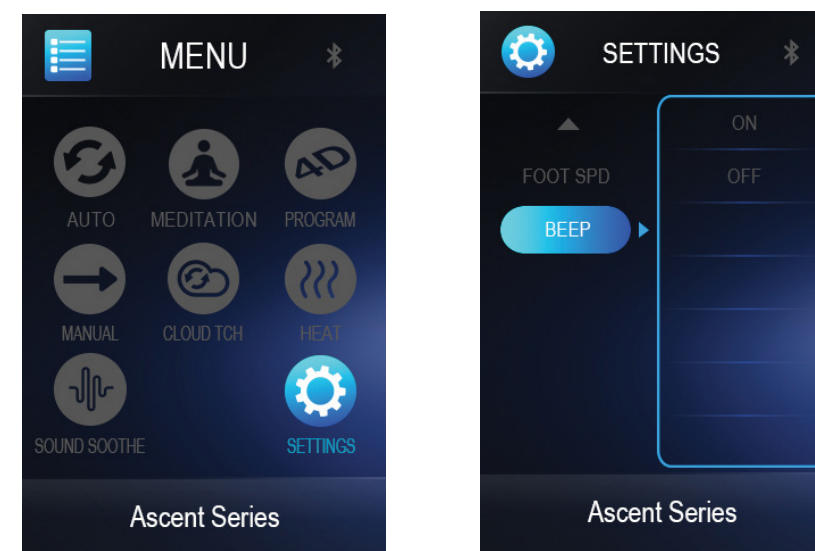 MENU
AUTO MEDITATION 4D PROGRAM
MANUAL CLOUD TCH HEAT
SOUND SOOTHE SETTINGS
Ascent Series
SETTINGS
ON
FOOT SPD OFF
BEEP
Ascent Series